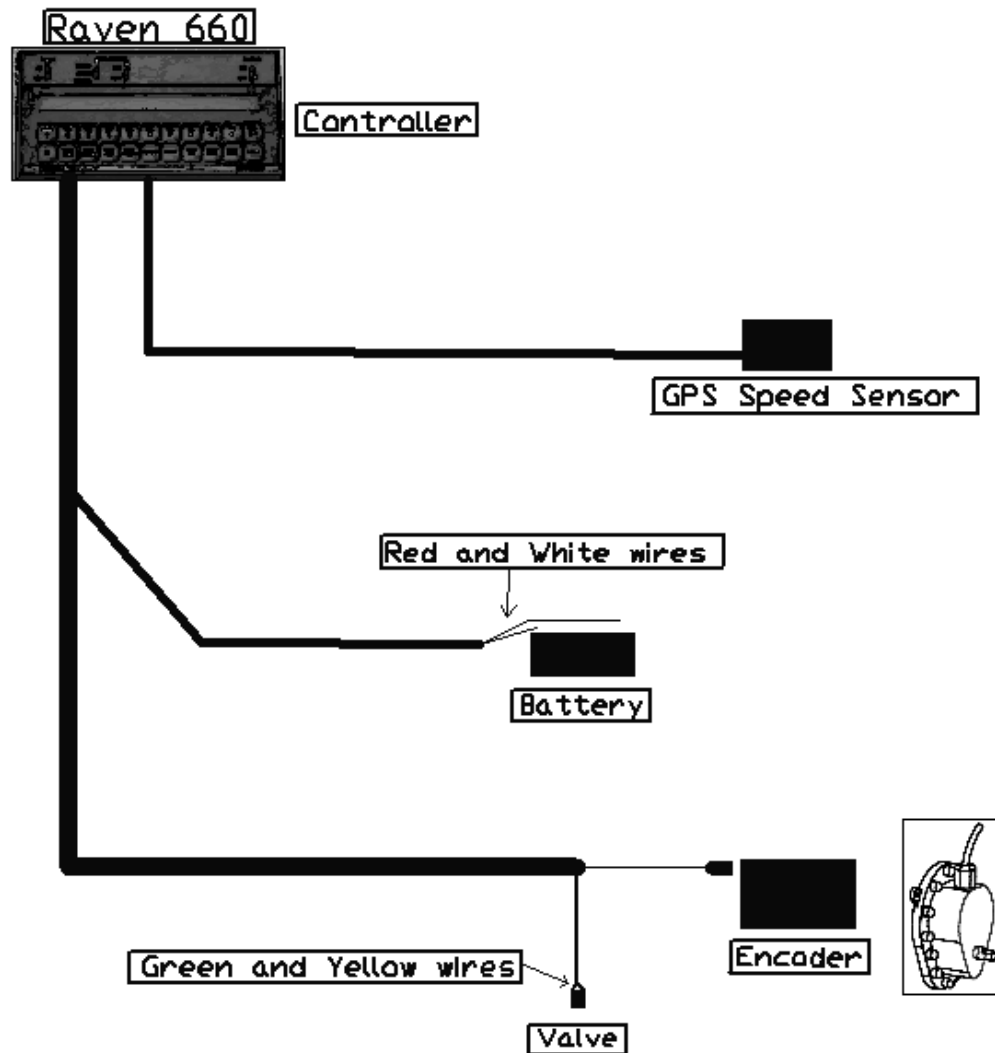 Raven 660
Controller
GPS Speed Sensor
Red and White wires
Battery
Encoder
Green and Yellow wires
Valve